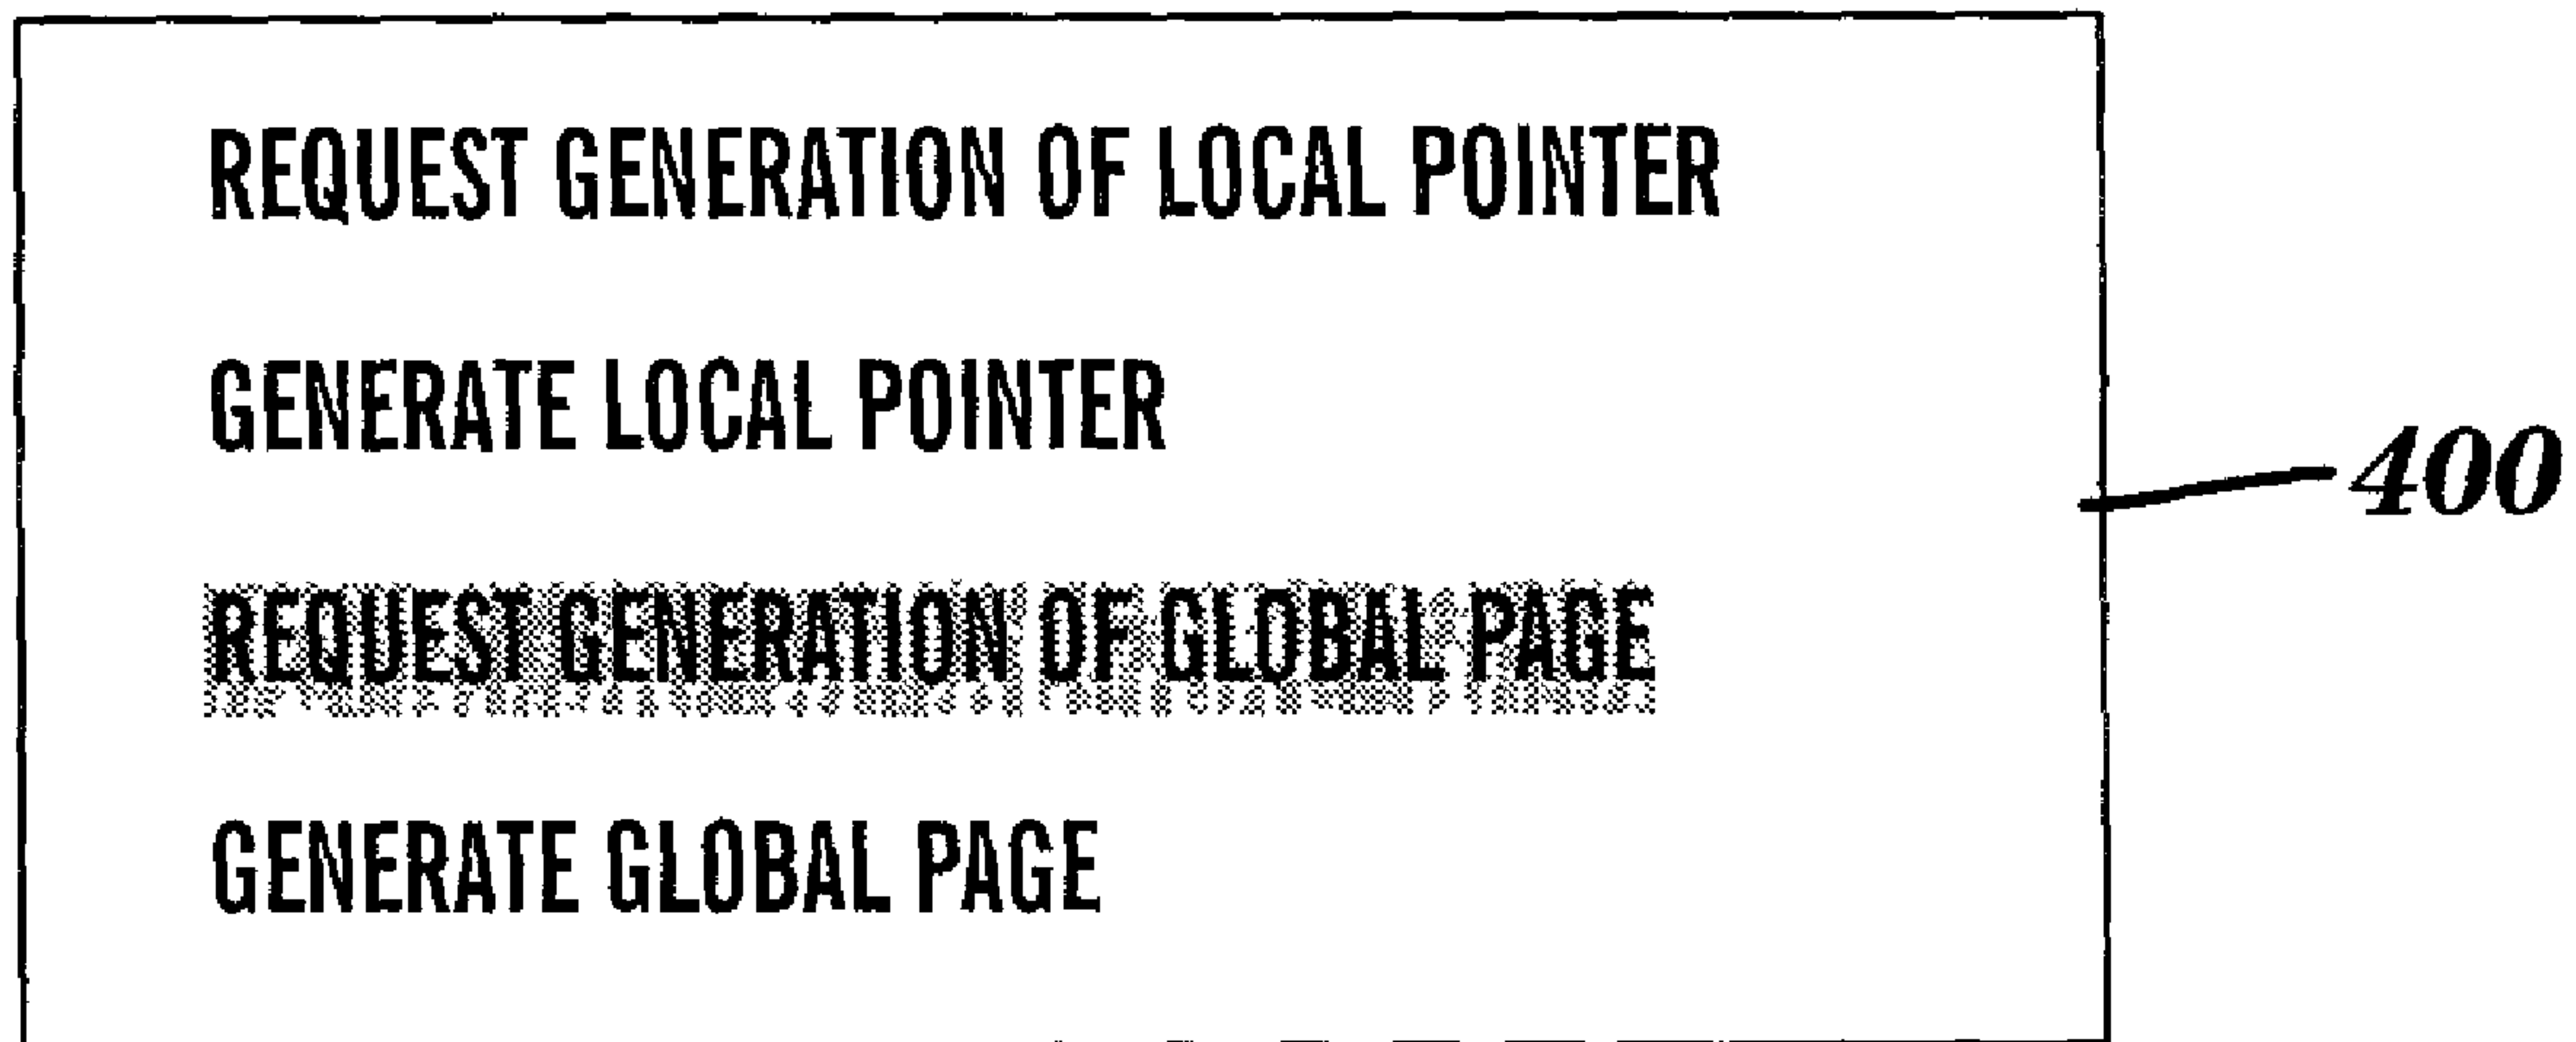 REQUEST GENERATION OF LOCAL POINTER
GENERATE LOCAL POINTER
400
REQUEST GENERATION OF GLOBAL PAGE
GENERATE GLOBAL PAGE